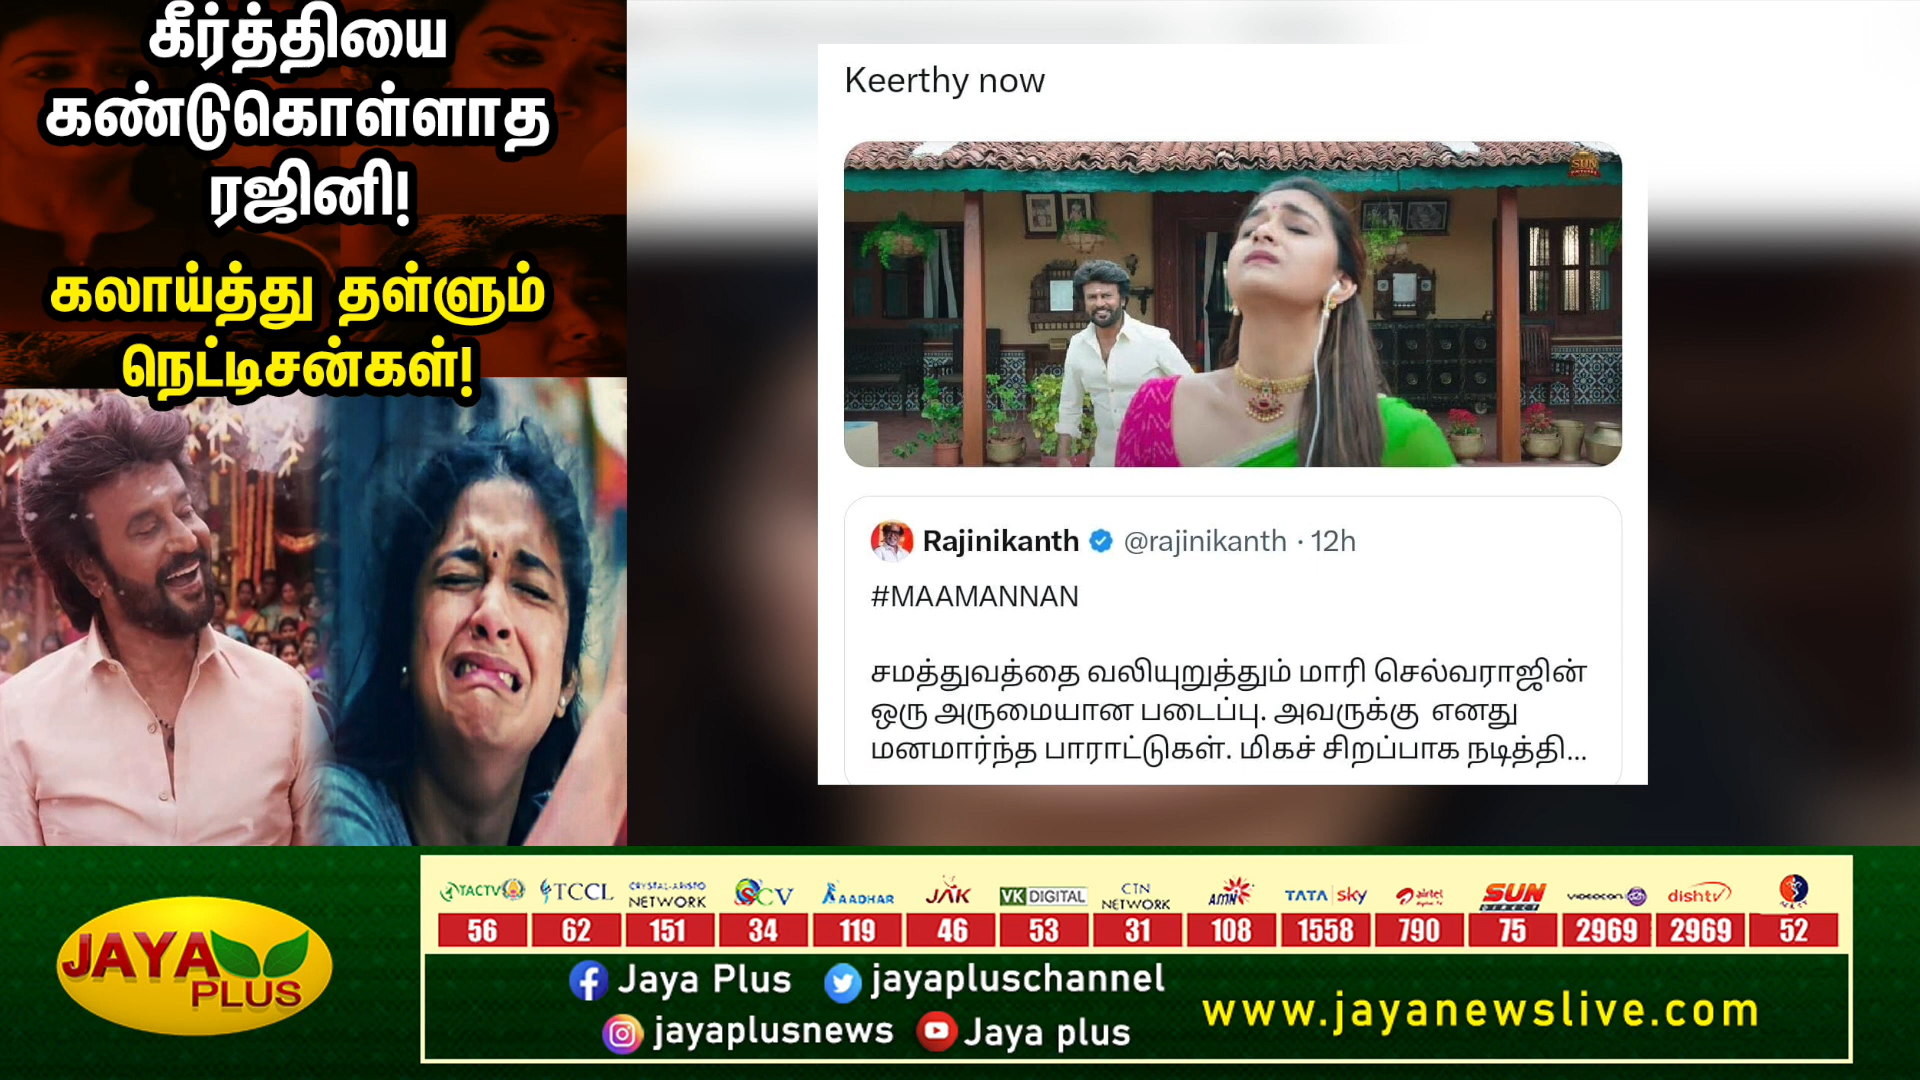 கீர்த்தியை
கண்டுகொள்ளாத
ரஜினி!
கலாய்த்து தள்ளும்
நெட்டிசன்கள்!
Keerthy now
SUN
Rajinikanth @rajinikanth · 12h
#MAAMANNAN
சமத்துவத்தை வலியுறுத்தும் மாரி செல்வராஜின்
ஒரு அருமையான படைப்பு. அவருக்கு எனது
மனமார்ந்த பாராட்டுகள். மிகச் சிறப்பாக நடித்தி...
JAYA
PLUS
TACTV TCCL CRYSTAL-ARISTO NETWORK SCV AADHAR JAK VK DIGITAL CTN NETWORK AMN TATA sky airtel SUN DIRECT VIDEOCON dishtv
56 62 151 34 119 46 53 31 108 1558 790 75 2969 2969 52
Jaya Plus jayapluschannel
jayaplusnews Jaya plus
www.jayanewslive.com